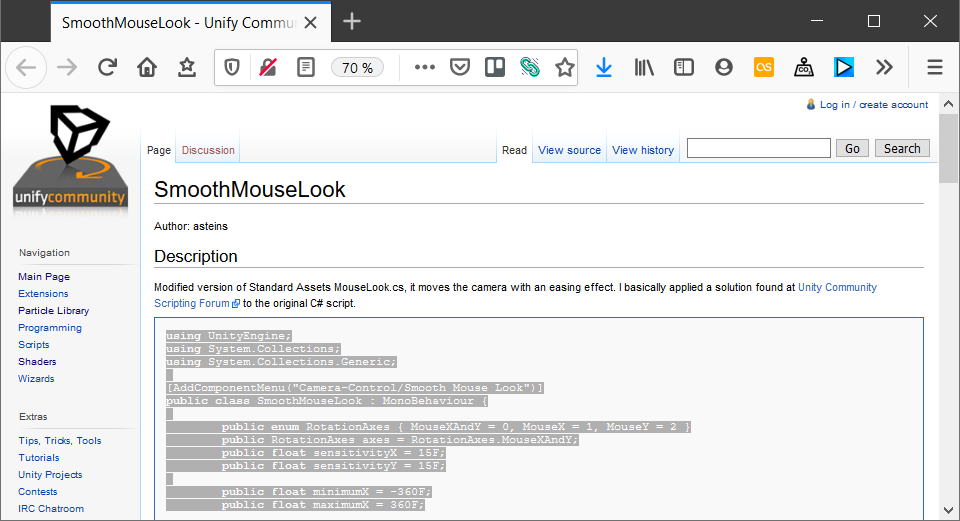 SmoothMouseLook - Unify Commu
70 %
Log in / create account
Page
Discussion
Read
View source
View history
Go
Search
unifycommunity
SmoothMouseLook
Author: asteins
Description
Modified version of Standard Assets MouseLook.cs, it moves the camera with an easing effect. I basically applied a solution found at Unity Community
Scripting Forum to the original C# script.
using UnityEngine;
using System.Collections;
using System.Collections.Generic;
[AddComponentMenu("Camera-Control/Smooth Mouse Look")]
public class SmoothMouseLook : MonoBehaviour {
public enum RotationAxes { MouseXAndY = 0, MouseX = 1, MouseY = 2 }
public RotationAxes axes = RotationAxes.MouseXAndY;
public float sensitivityX = 15F;
public float sensitivityY = 15F;
public float minimumX = -360F;
public float maximumX = 360F;
Navigation
Main Page
Extensions
Particle Library
Programming
Scripts
Shaders
Wizards
Extras
Tips, Tricks, Tools
Tutorials
Unity Projects
Contests
IRC Chatroom